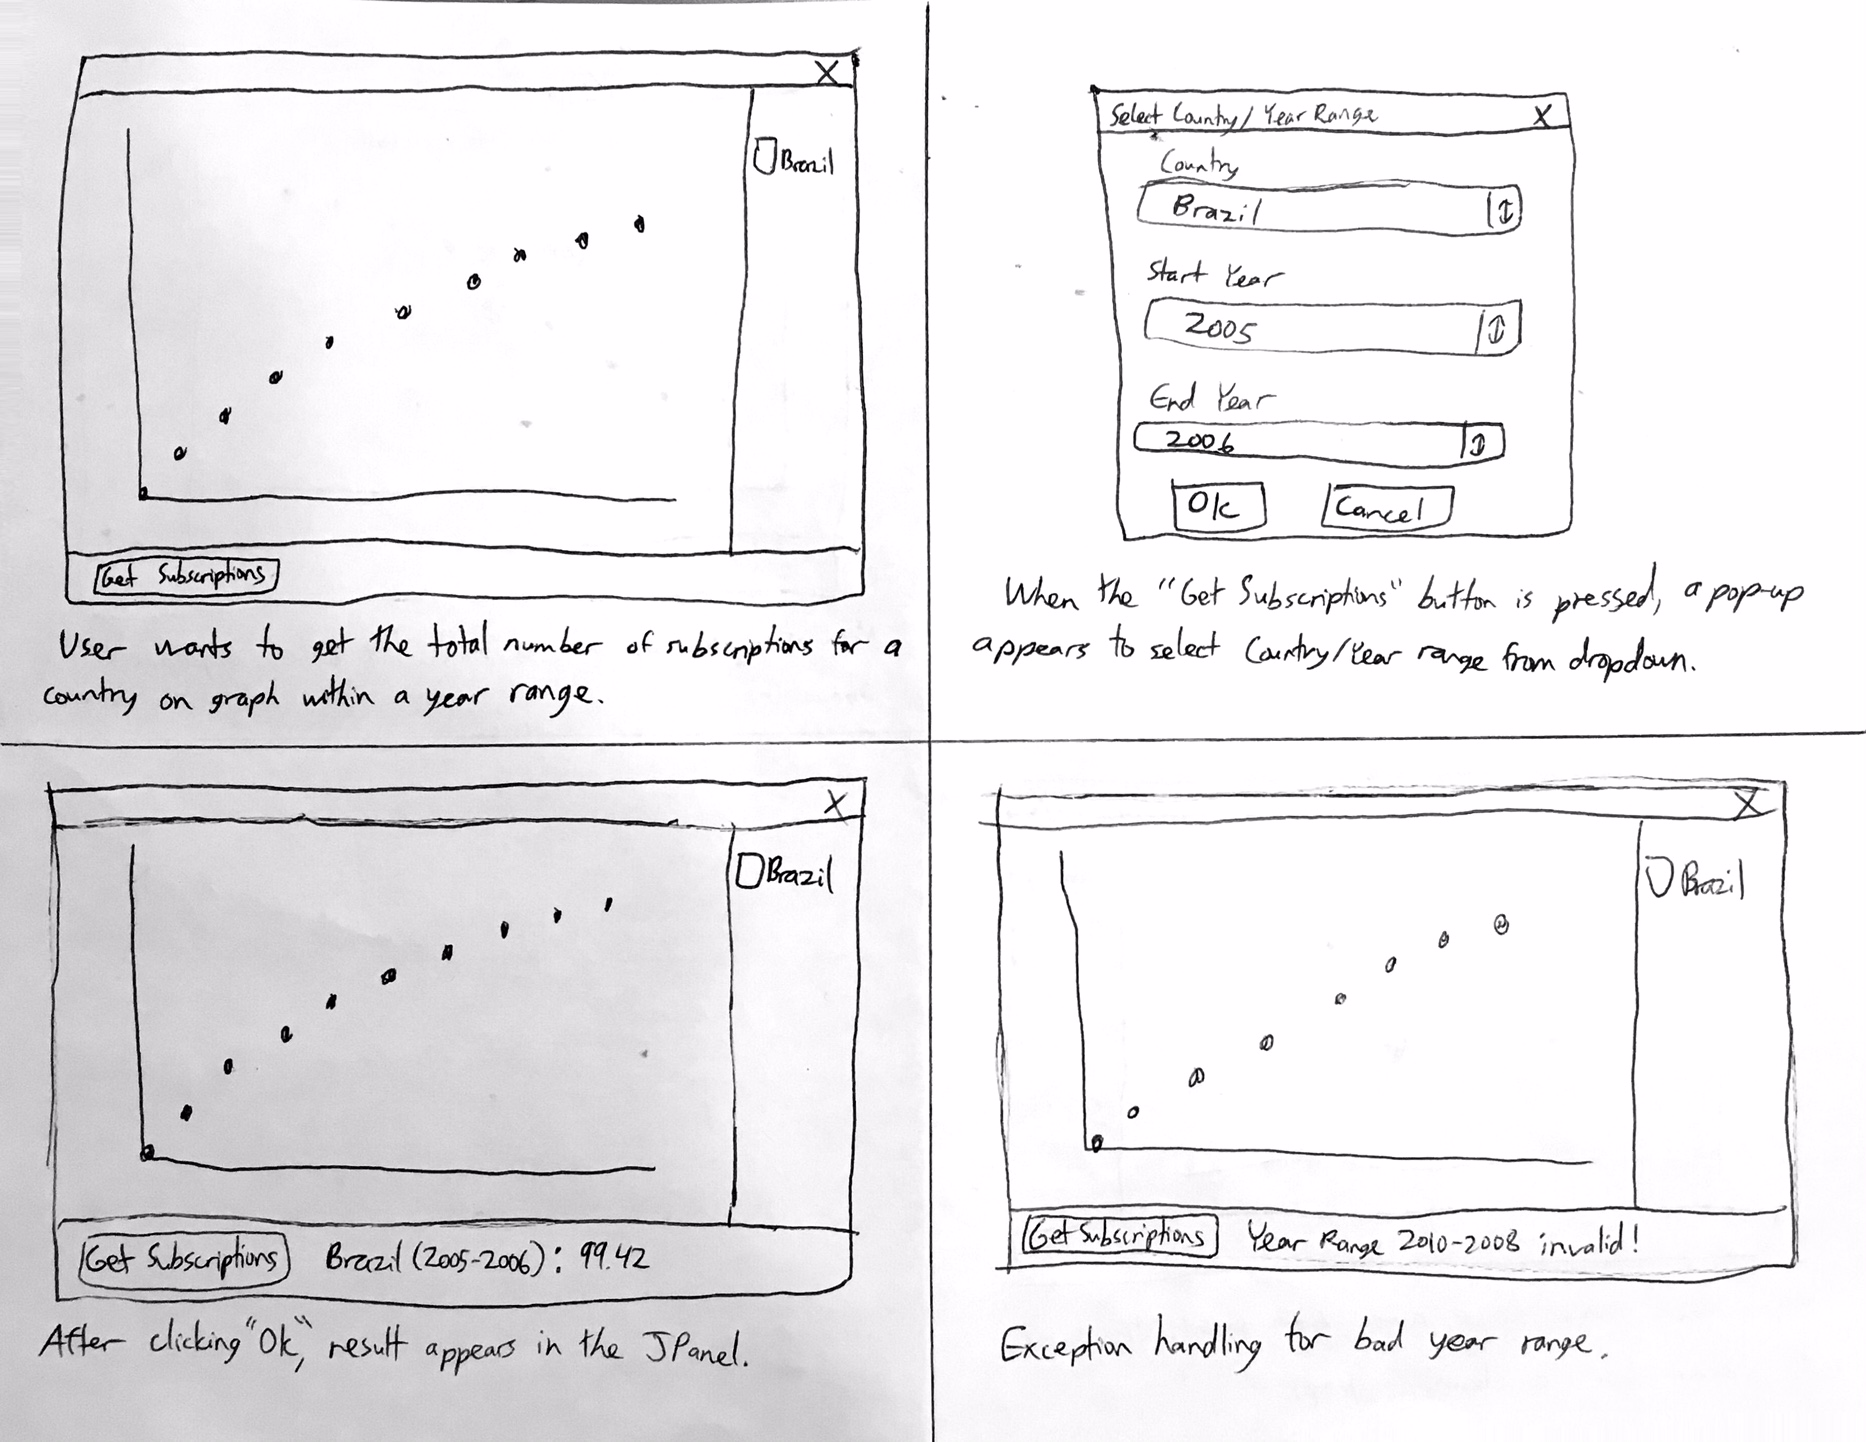 X
Brazil
Get Subscriptions
User wants to get the total number of subscriptions for a
country on graph within a year range.
Select Country/Year Range X
Country
Brazil
Start Year
2005
End Year
2006
Ok Cancel
When the "Get Subscriptions" button is pressed, a pop-up
appears to select Country/Year range from dropdown.
X
Brazil
Get Subscriptions Brazil (2005-2006): 99.42
After clicking "Ok", result appears in the JPanel.
X
Brazil
Get Subscriptions Year Range 2010-2008 invalid!
Exception handling for bad year range.